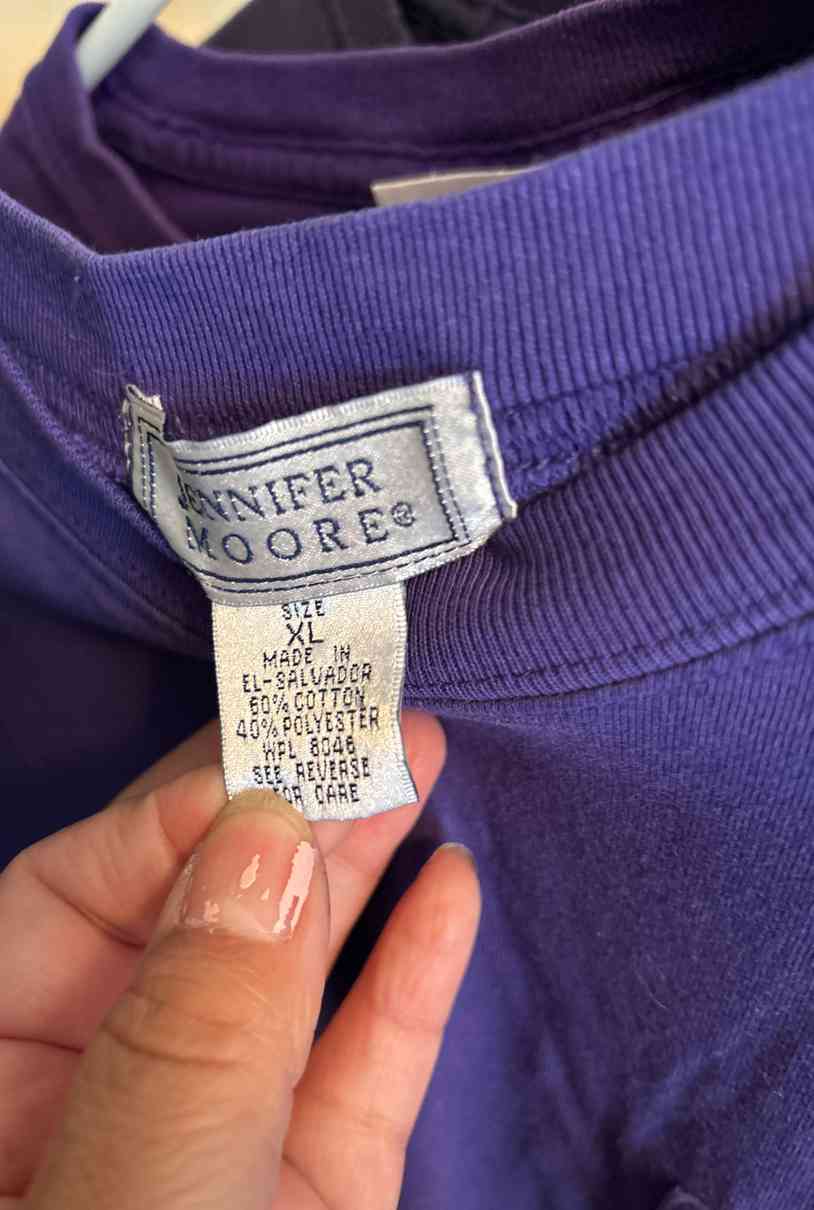 JENNIFER
MOORE®
SIZE
XL
MADE IN
EL-SALVADOR
60% COTTON
40% POLYESTER
WPL 8046
SEE REVERSE
FOR CARE